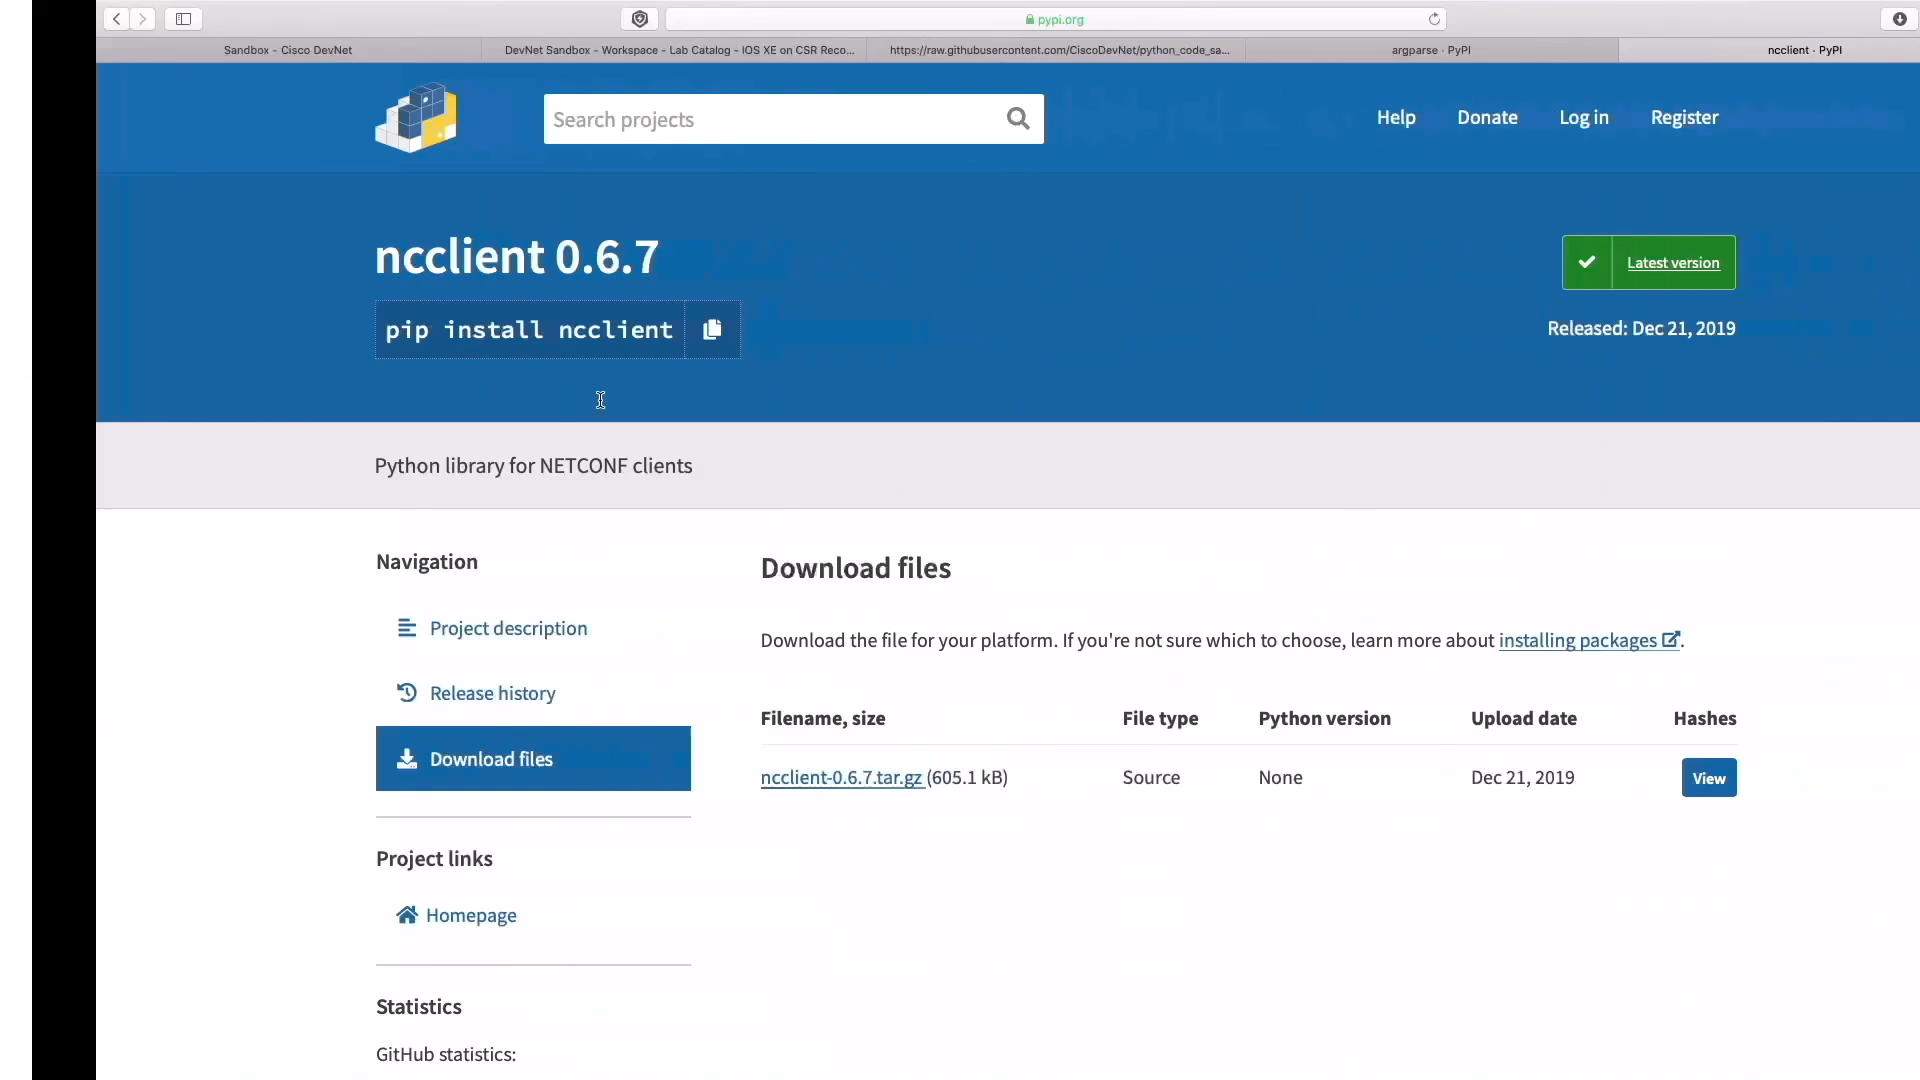 pypi.org
Sandbox - Cisco DevNet
DevNet Sandbox - Workspace - Lab Catalog - IOS XE on CSR Reco...
https://raw.githubusercontent.com/CiscoDevNet/python_code_sa...
argparse · PyPI
ncclient · PyPI
Search projects
Help
Donate
Log in
Register
ncclient 0.6.7
Latest version
pip install ncclient
Released: Dec 21, 2019
Python library for NETCONF clients
Navigation
Project description
Release history
Download files
Project links
Homepage
Statistics
GitHub statistics:
Download files
Download the file for your platform. If you're not sure which to choose, learn more about installing packages.
Filename, size File type Python version Upload date Hashes
ncclient-0.6.7.tar.gz (605.1 kB) Source None Dec 21, 2019 View